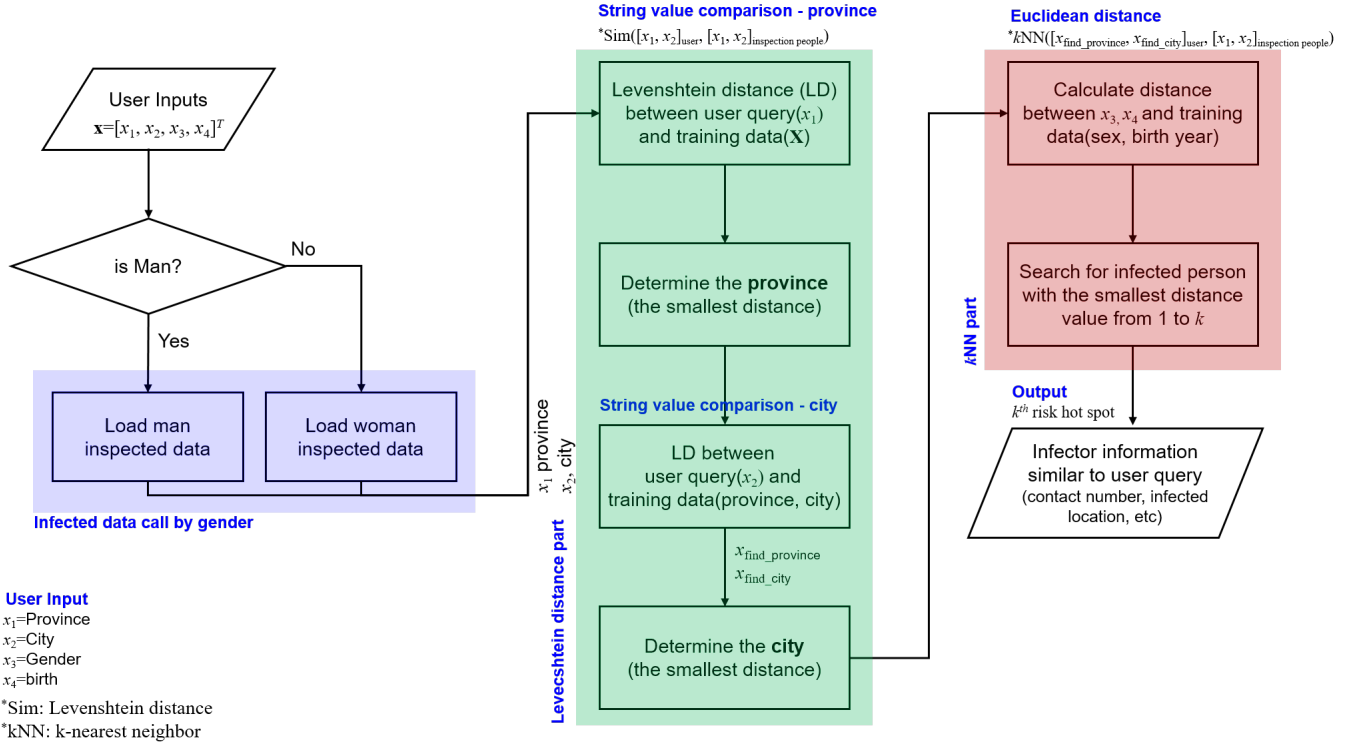 User Inputs
x=[x₁, x₂, x₃, x₄]ᵀ
is Man?
No
Yes
Load man
inspected data
Load woman
inspected data
Infected data call by gender
User Input
x₁=Province
x₂=City
x₃=Gender
x₄=birth
*Sim: Levenshtein distance
*kNN: k-nearest neighbor
x₁ province
x₂, city
String value comparison - province
*Sim([x₁, x₂]user, [x₁, x₂]inspection people)
Levenshtein distance (LD)
between user query(x₁)
and training data(X)
Determine the province
(the smallest distance)
String value comparison - city
LD between
user query(x₂) and
training data(province, city)
xfind_province
xfind_city
Determine the city
(the smallest distance)
Levecshtein distance part
Euclidean distance
*kNN([xfind_province, xfind_city]user, [x₁, x₂]inspection people)
Calculate distance
between x₃, x₄ and training
data(sex, birth year)
Search for infected person
with the smallest distance
value from 1 to k
kNN part
Output
kᵗʰ risk hot spot
Infector information
similar to user query
(contact number, infected
location, etc)